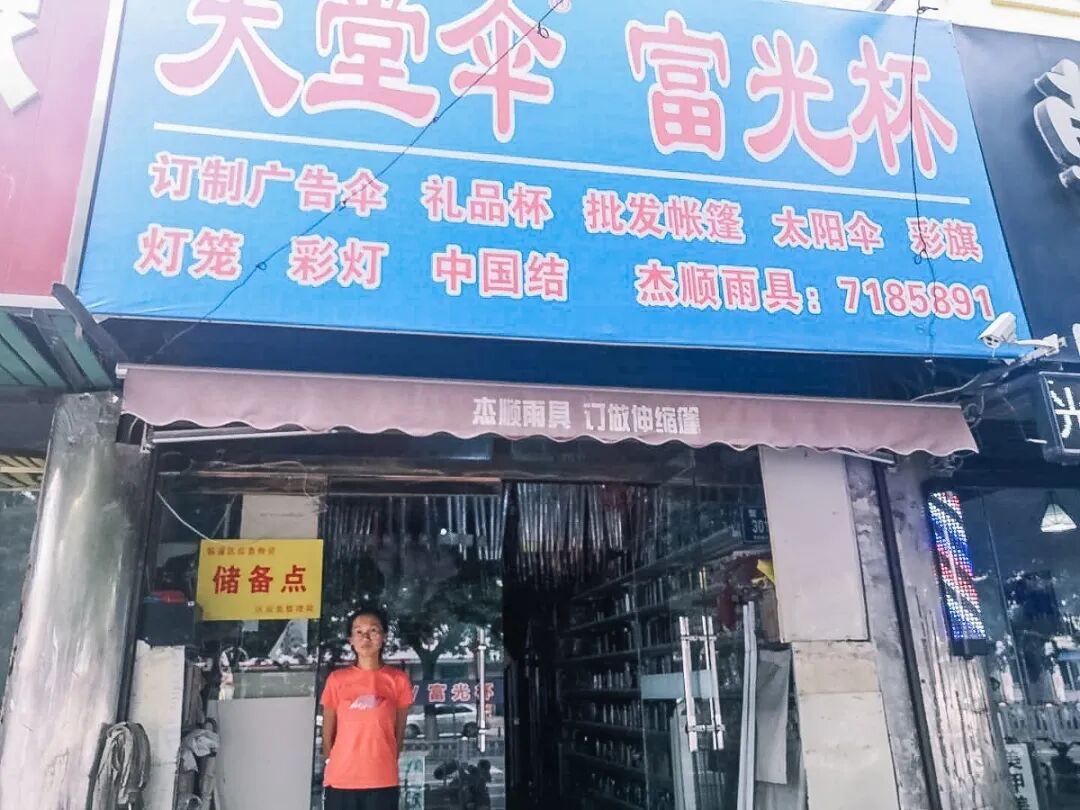 天堂伞® 富光杯
订制广告伞 礼品杯 批发帐篷 太阳伞 彩旗
灯笼 彩灯 中国结 杰顺雨具：7185891
杰顺雨具 订做伸缩篷
储备点
富光杯
301
光